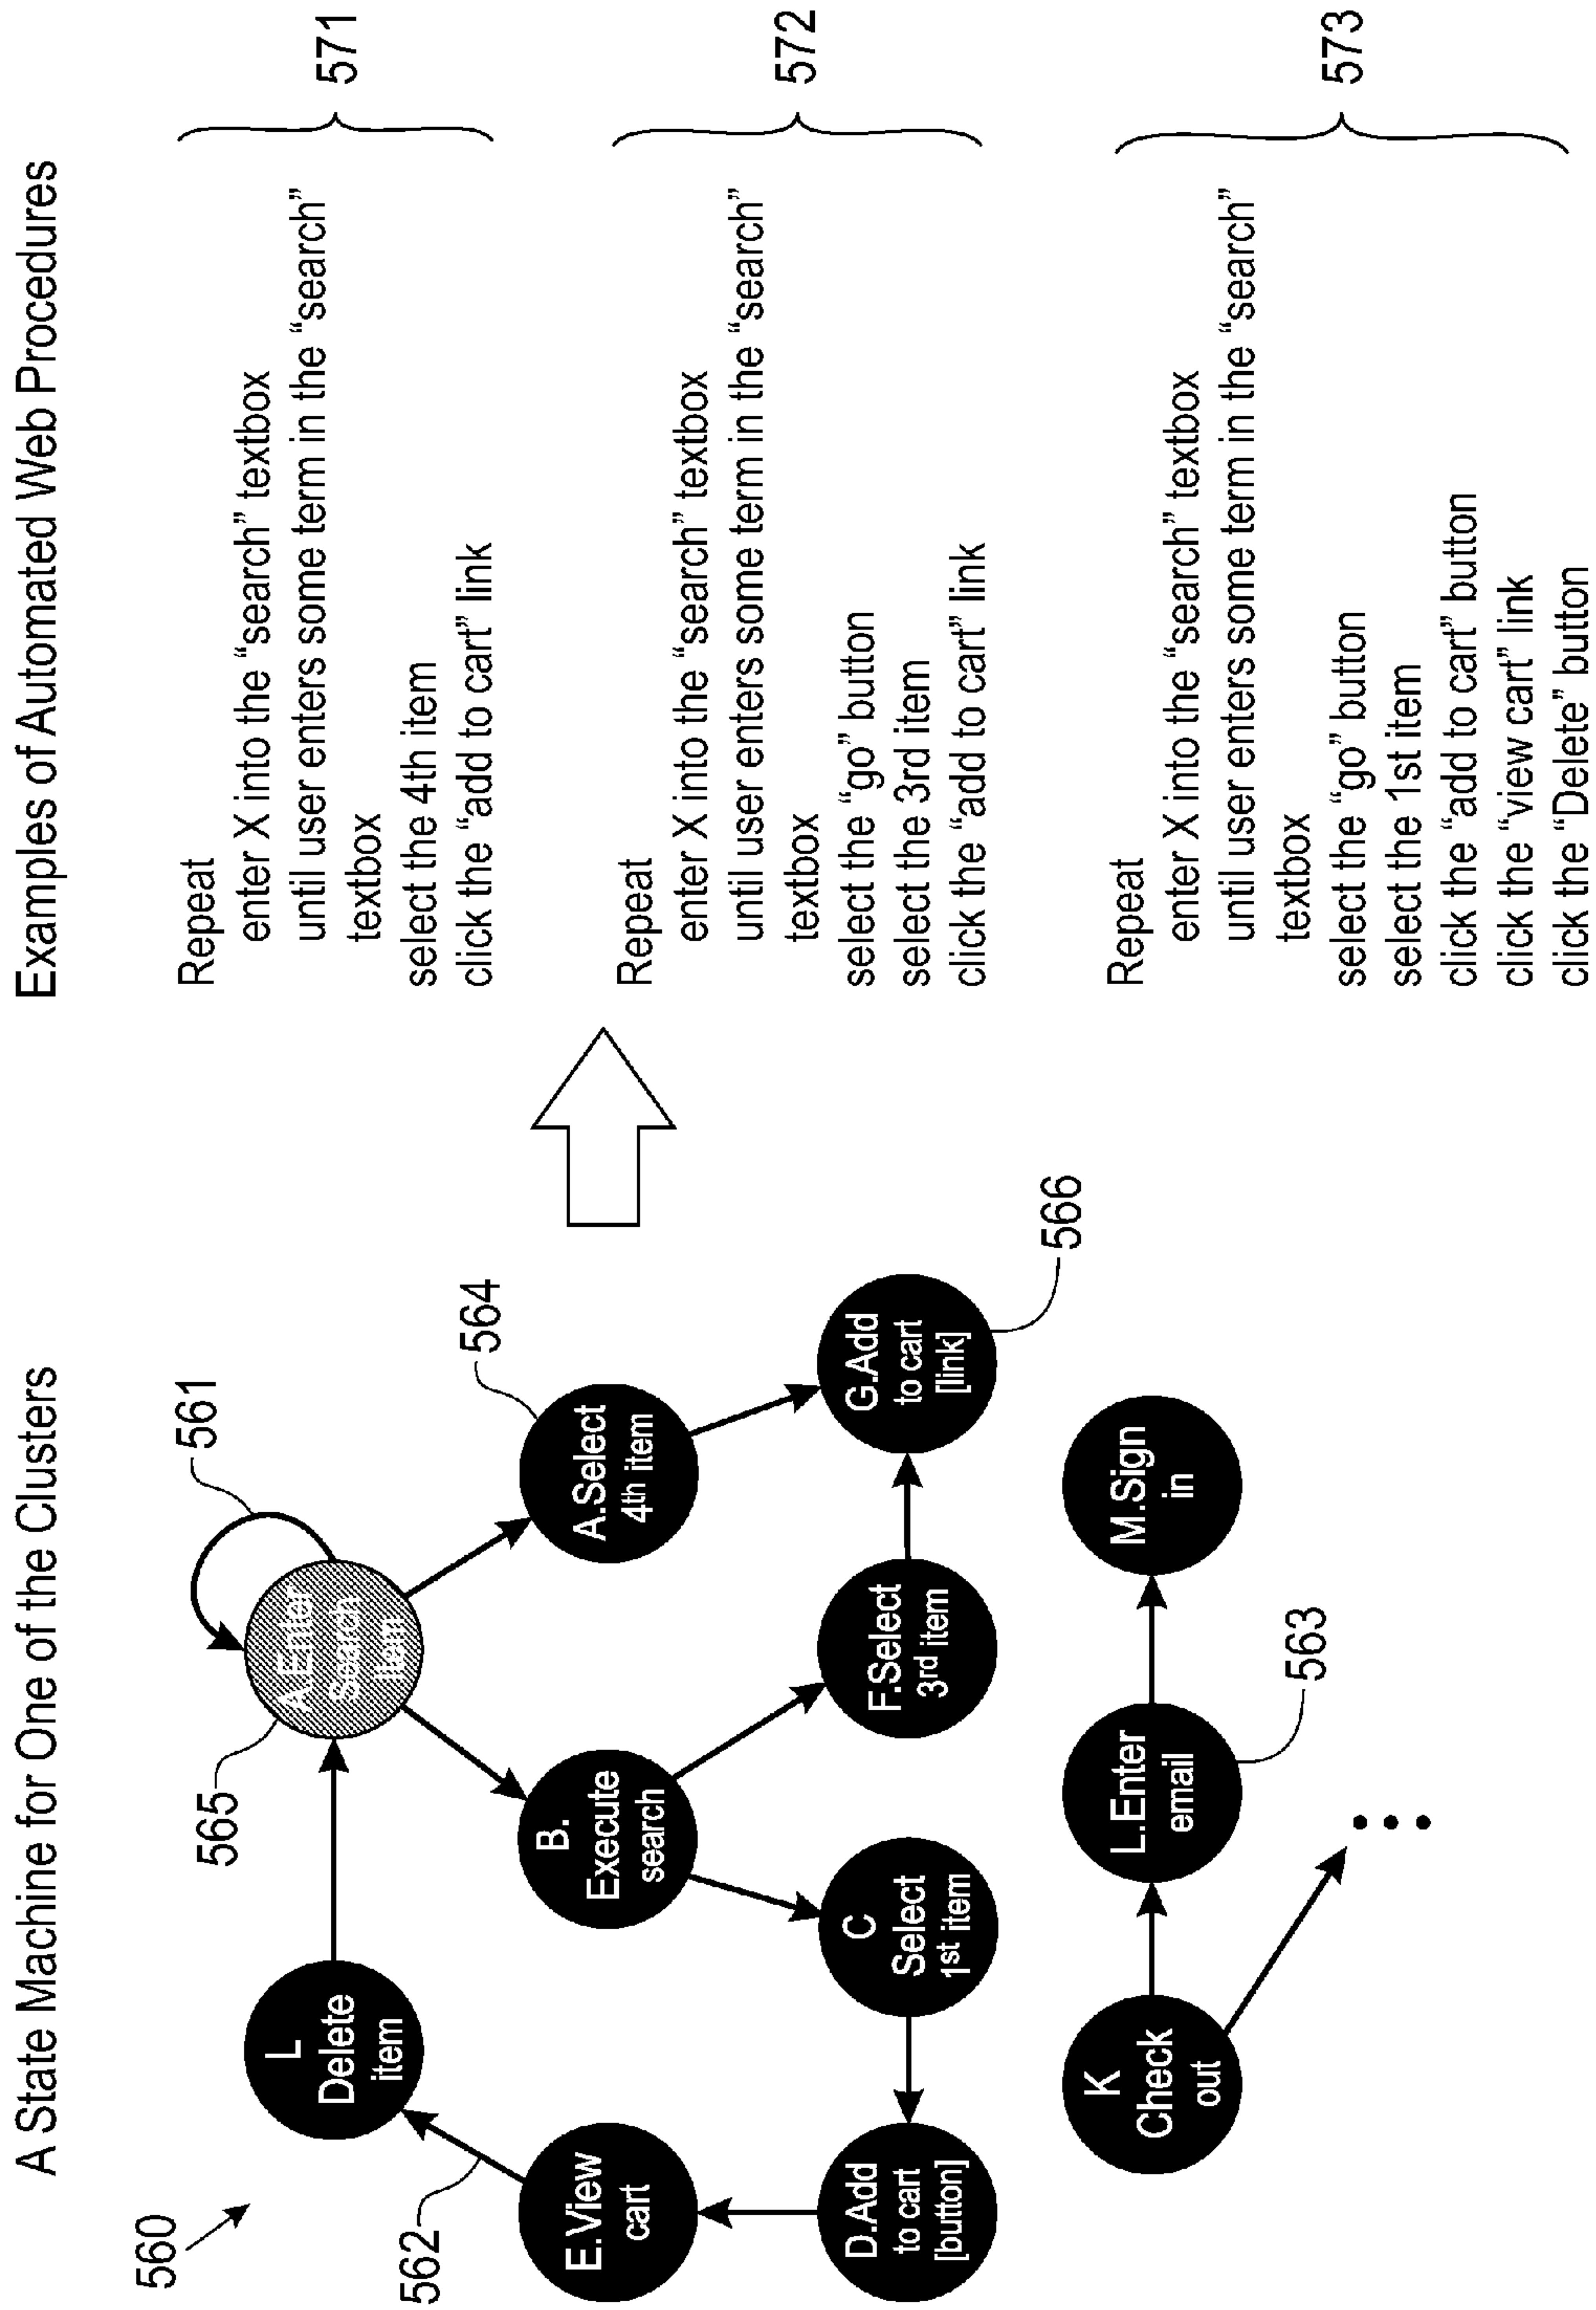 A State Machine for One of the Clusters
560
561
565
A.Enter
Search
Item
L
Delete
item
562
564
E.View
cart
B.
Execute
search
A.Select
4th item
D.Add
to cart
[button]
C
Select
1st item
F.Select
3rd item
G.Add
to cart
[link]
566
K
Check
out
L.Enter
email
M.Sign
in
563
Examples of Automated Web Procedures
Repeat
enter X into the “search” textbox
until user enters some term in the “search”
textbox
select the 4th item
click the “add to cart” link
571
Repeat
enter X into the “search” textbox
until user enters some term in the “search”
textbox
select the “go” button
select the 3rd item
click the “add to cart” link
572
Repeat
enter X into the “search” textbox
until user enters some term in the “search”
textbox
select the “go” button
select the 1st item
click the “add to cart” button
click the “view cart” link
click the “Delete” button
573